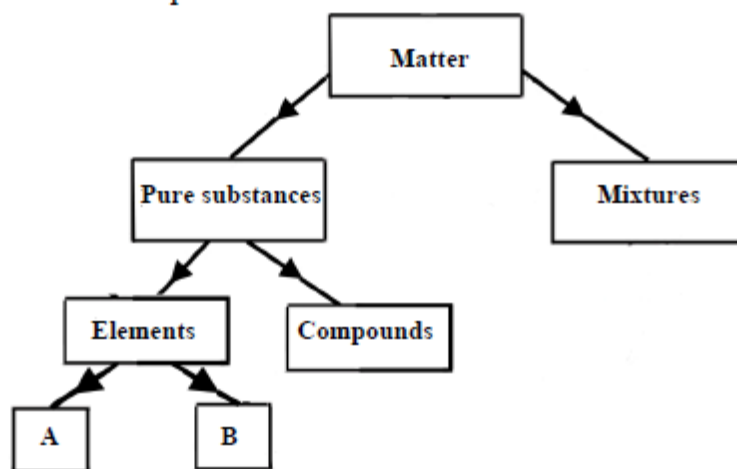 Matter
Pure substances
Mixtures
Elements
Compounds
A
B